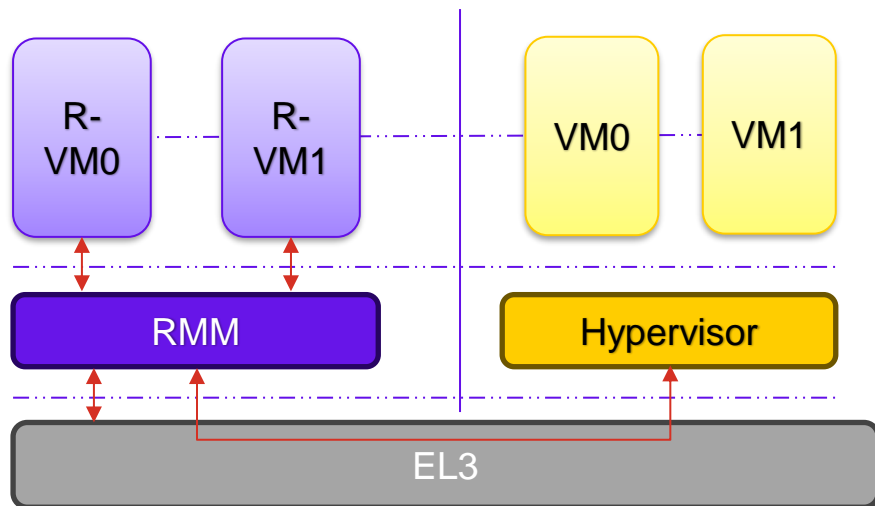 R-
VM0
R-
VM1
VM0
VM1
RMM
Hypervisor
EL3